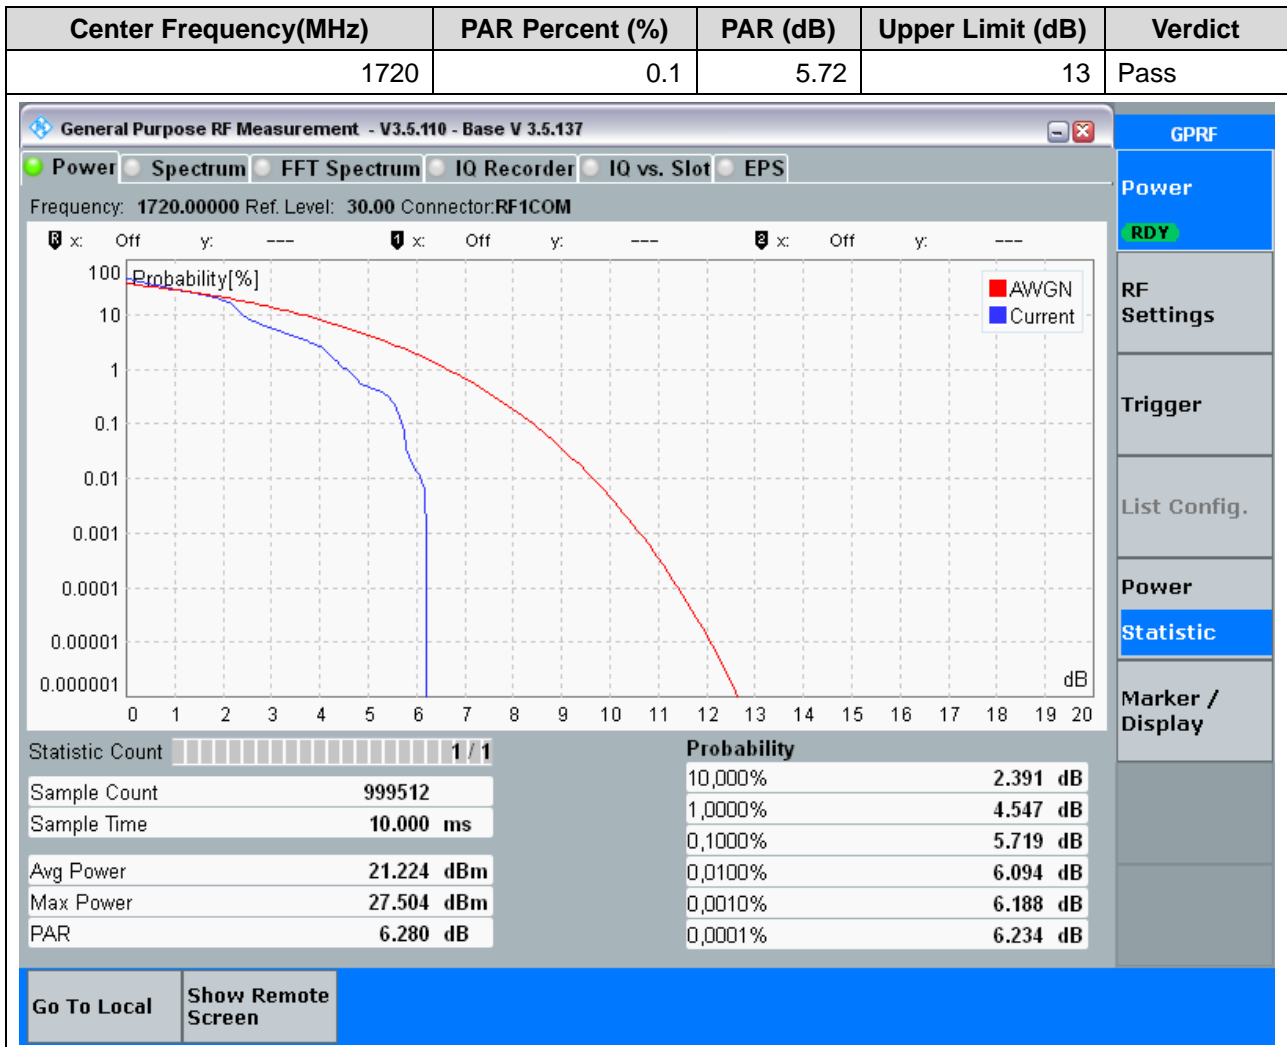 Center Frequency(MHz) PAR Percent (%) PAR (dB) Upper Limit (dB) Verdict
1720 0.1 5.72 13 Pass
General Purpose RF Measurement - V3.5.110 - Base V 3.5.137
GPRF
Power Spectrum FFT Spectrum IQ Recorder IQ vs. Slot EPS
Frequency: 1720.00000 Ref. Level: 30.00 Connector:RF1COM
Power
RDY
R x: Off y: --- 1 x: Off y: --- 2 x: Off y: ---
Probability[%]
AWGN
Current
100
10
1
0.1
0.01
0.001
0.0001
0.00001
0.000001
dB
0 1 2 3 4 5 6 7 8 9 10 11 12 13 14 15 16 17 18 19 20
RF
Settings
Trigger
List Config.
Power
Statistic
Marker /
Display
Statistic Count 1 / 1
Sample Count 999512
Sample Time 10.000 ms
Avg Power 21.224 dBm
Max Power 27.504 dBm
PAR 6.280 dB
Probability
10,000% 2.391 dB
1,0000% 4.547 dB
0,1000% 5.719 dB
0,0100% 6.094 dB
0,0010% 6.188 dB
0,0001% 6.234 dB
Go To Local
Show Remote
Screen